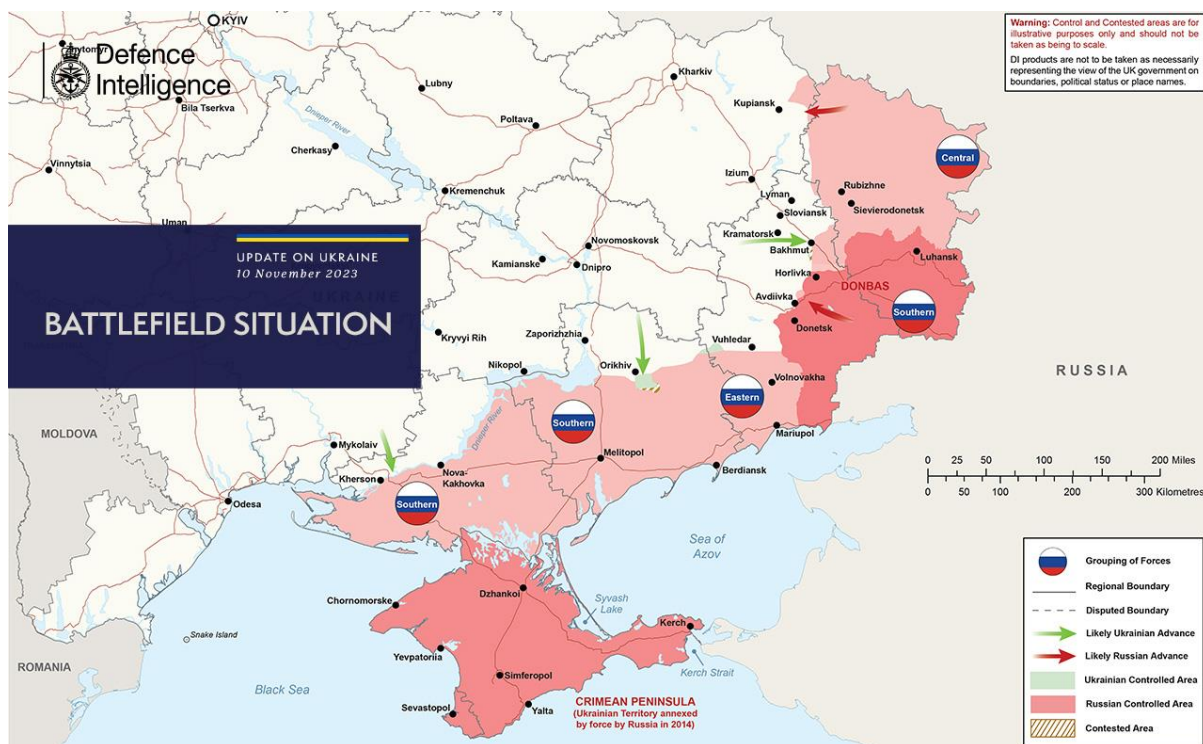 KYIV
Zhytomyr
Defence
Intelligence
Bila Tserkva
Lubny
Kharkiv
Poltava
Kupiansk
Dnieper River
Cherkasy
Vinnytsia
Kremenchuk
Izium
Central
Rubizhne
Lyman
Sievierodonetsk
Sloviansk
Uman
Kramatorsk
Novomoskovsk
Bakhmut
Luhansk
Kamianske
Dnipro
Horlivka
UPDATE ON UKRAINE
10 November 2023
UKRAINE
BATTLEFIELD SITUATION
DONBAS
Avdiivka
Southern
Donetsk
Kryvyi Rih
Zaporizhzhia
Vuhledar
Nikopol
Orikhiv
Volnovakha
RUSSIA
Eastern
Dnieper River
Southern
MOLDOVA
Mykolaiv
Mariupol
Melitopol
Kherson
Nova-
Kakhovka
Berdiansk
Odesa
Southern
Sea of
Azov
Dzhankoi
Chornomorske
Syvash
Lake
Kerch
Snake Island
Yevpatoriia
Kerch Strait
ROMANIA
Simferopol
Black Sea
Sevastopol
Yalta
CRIMEAN PENINSULA
(Ukrainian Territory annexed
by force by Russia in 2014)
Warning: Control and Contested areas are for
illustrative purposes only and should not be
taken as being to scale.
DI products are not to be taken as necessarily
representing the view of the UK government on
boundaries, political status or place names.
0 25 50 100 150 200 Miles
0 50 100 200 300 Kilometres
Grouping of Forces
Regional Boundary
Disputed Boundary
Likely Ukrainian Advance
Likely Russian Advance
Ukrainian Controlled Area
Russian Controlled Area
Contested Area